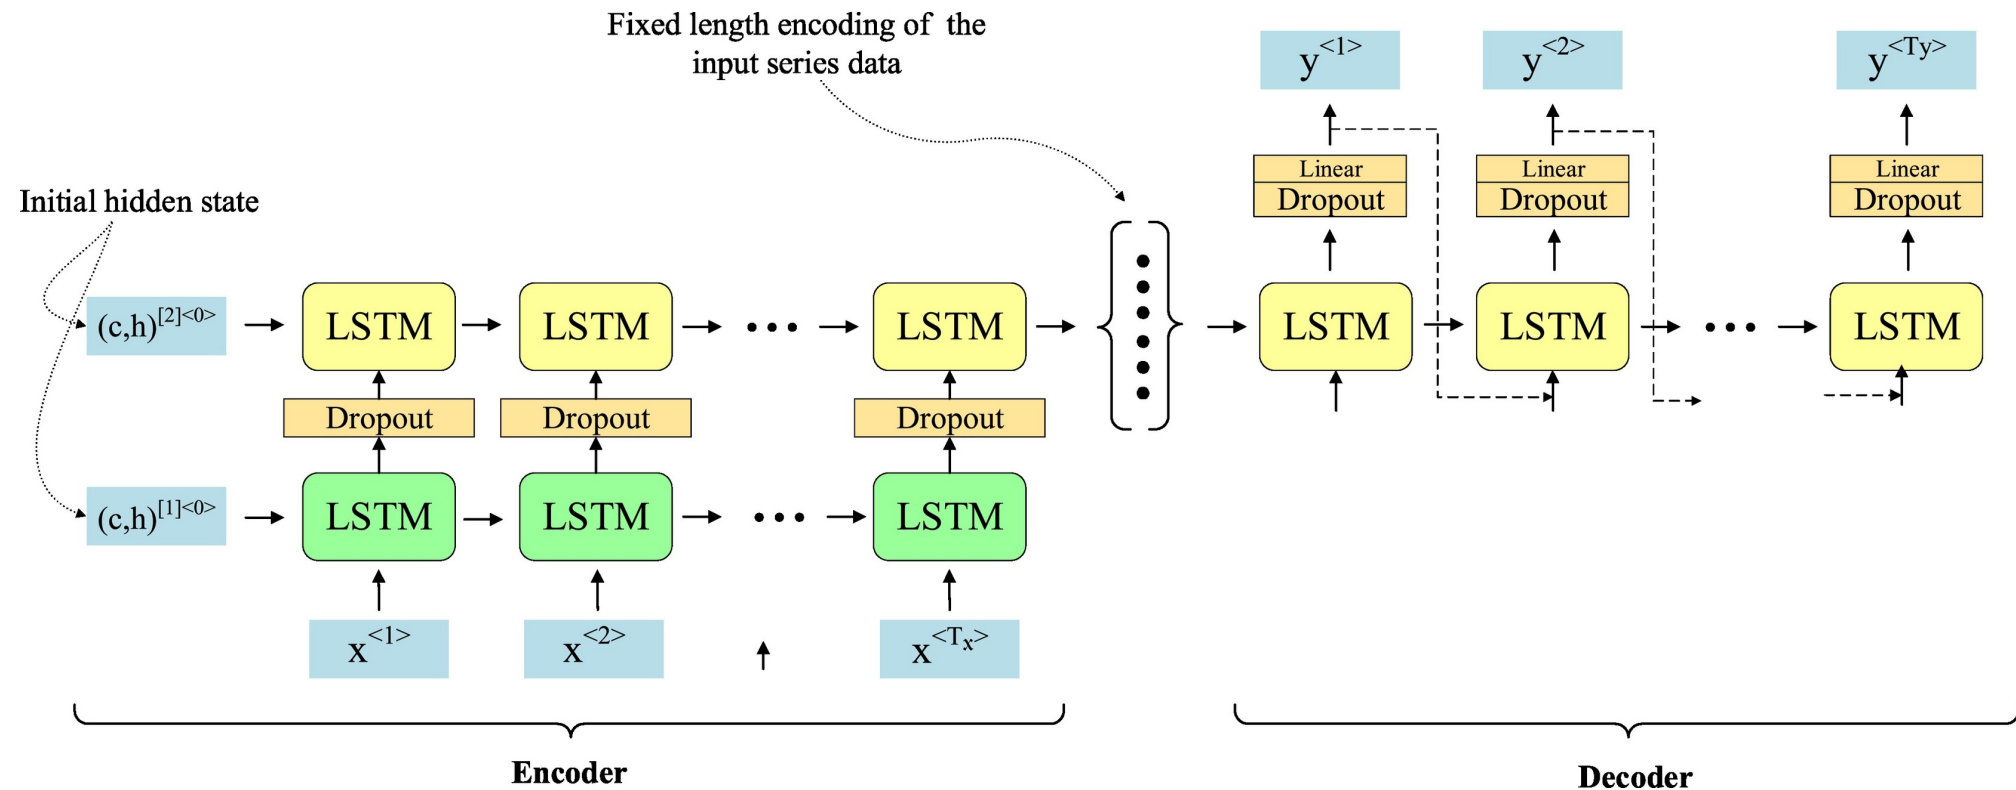 Fixed length encoding of the
input series data
y<1>
y<2>
y<Ty>
Linear
Dropout
Linear
Dropout
Linear
Dropout
Initial hidden state
(c,h)[2]<0>
LSTM
LSTM
LSTM
LSTM
LSTM
LSTM
Dropout
Dropout
Dropout
(c,h)[1]<0>
LSTM
LSTM
LSTM
x<1>
x<2>
x<Tx>
Encoder
Decoder